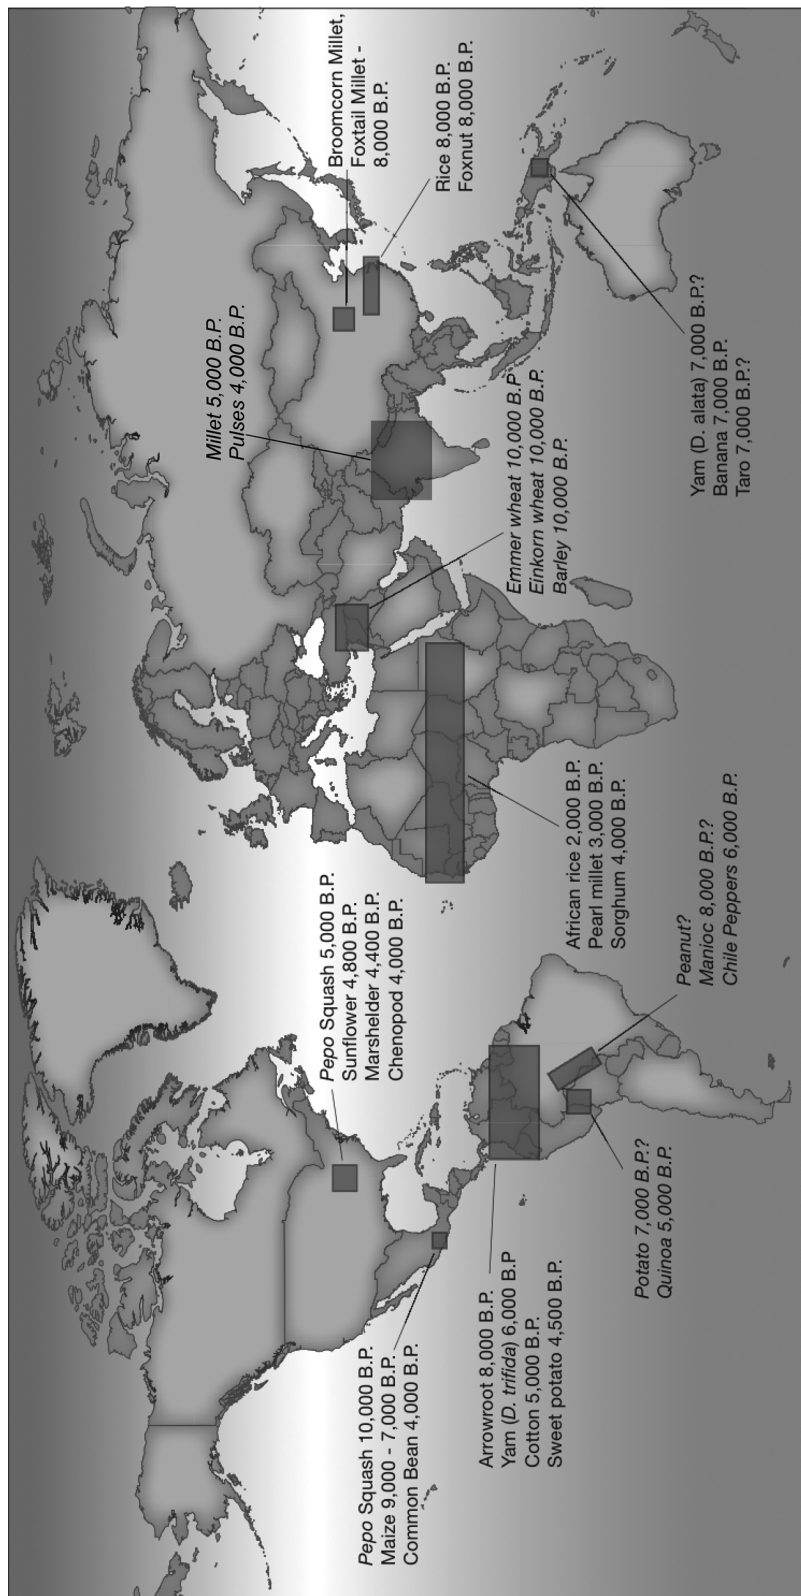 Pepo Squash 10,000 B.P.
Maize 9,000 - 7,000 B.P.
Common Bean 4,000 B.P.
Pepo Squash 5,000 B.P.
Sunflower 4,800 B.P.
Marshelder 4,400 B.P.
Chenopod 4,000 B.P.
Arrowroot 8,000 B.P.
Yam (D. trifida) 6,000 B.P
Cotton 5,000 B.P.
Sweet potato 4,500 B.P.
Potato 7,000 B.P.?
Quinoa 5,000 B.P.
Peanut?
Manioc 8,000 B.P.?
Chile Peppers 6,000 B.P.
African rice 2,000 B.P.
Pearl millet 3,000 B.P.
Sorghum 4,000 B.P.
Emmer wheat 10,000 B.P
Einkorn wheat 10,000 B.P.
Barley 10,000 B.P.
Millet 5,000 B.P.
Pulses 4,000 B.P.
Broomcorn Millet,
Foxtail Millet -
8,000 B.P.
Rice 8,000 B.P.
Foxnut 8,000 B.P.
Yam (D. alata) 7,000 B.P.?
Banana 7,000 B.P.
Taro 7,000 B.P.?